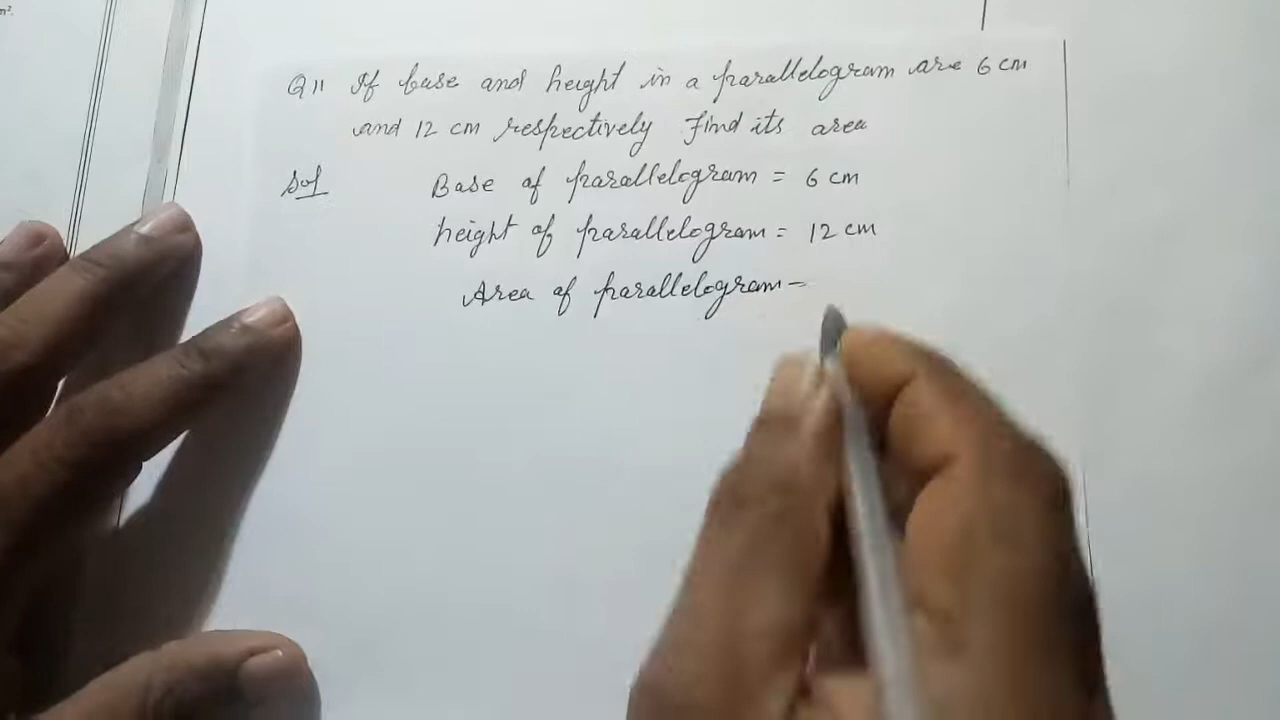 m².
Q11 If base and height in a parallelogram are 6 cm
and 12 cm respectively find its area
Sol Base of parallelogram = 6 cm
height of parallelogram = 12 cm
Area of parallelogram -